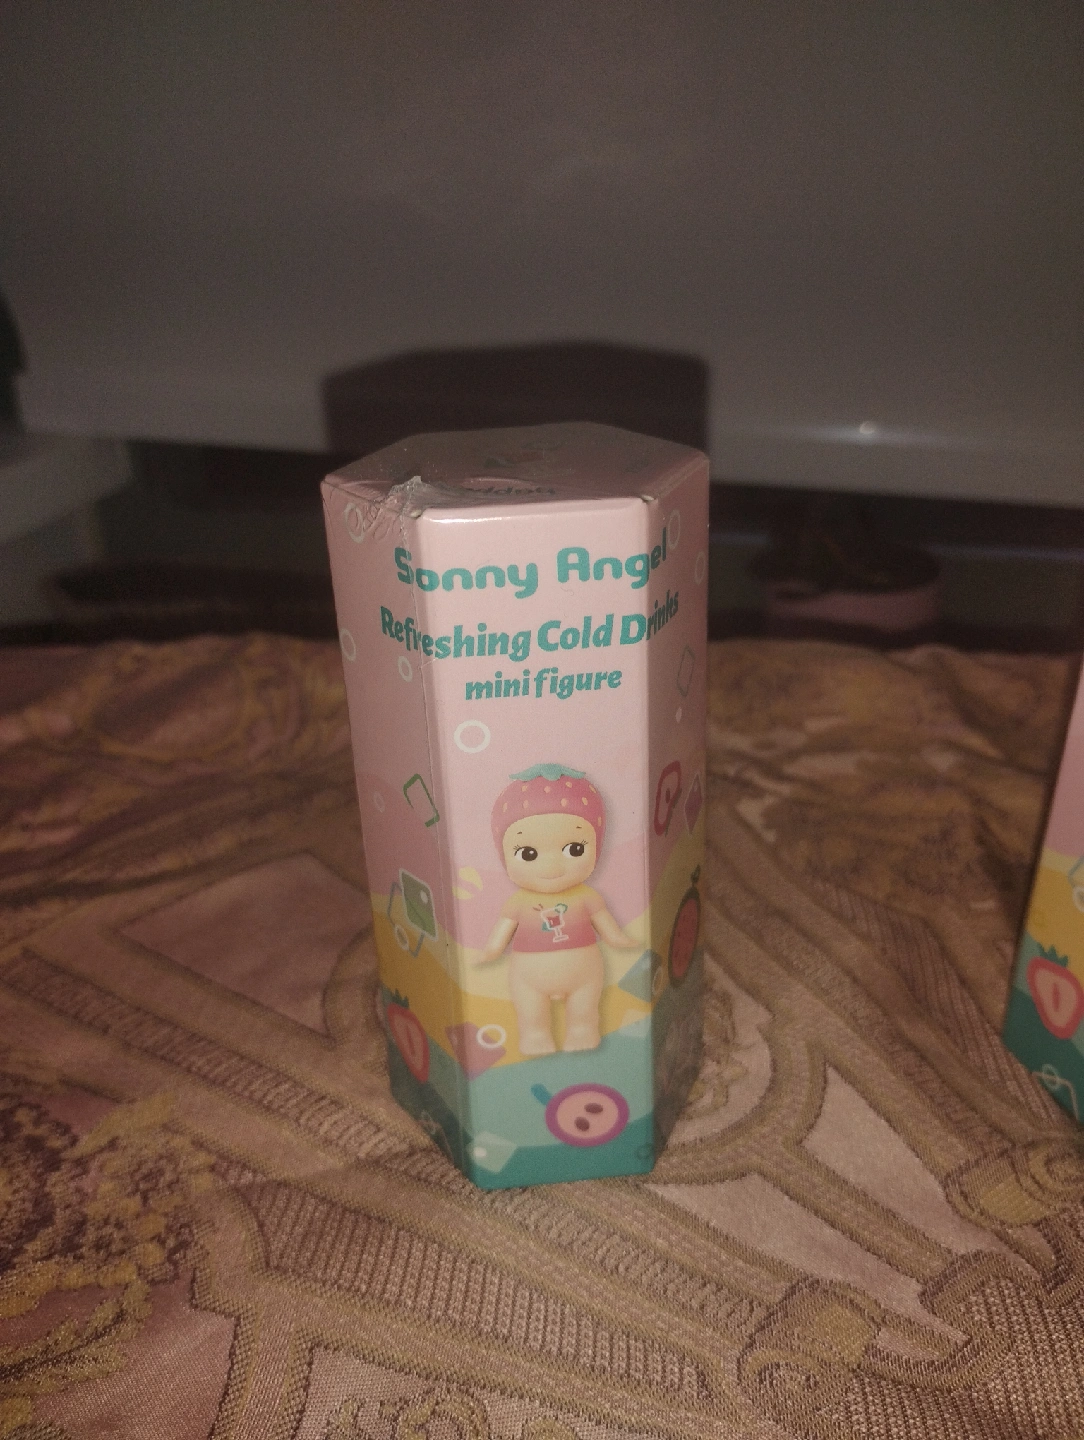 Sonny Angel
Refreshing Cold Drinks
mini figure